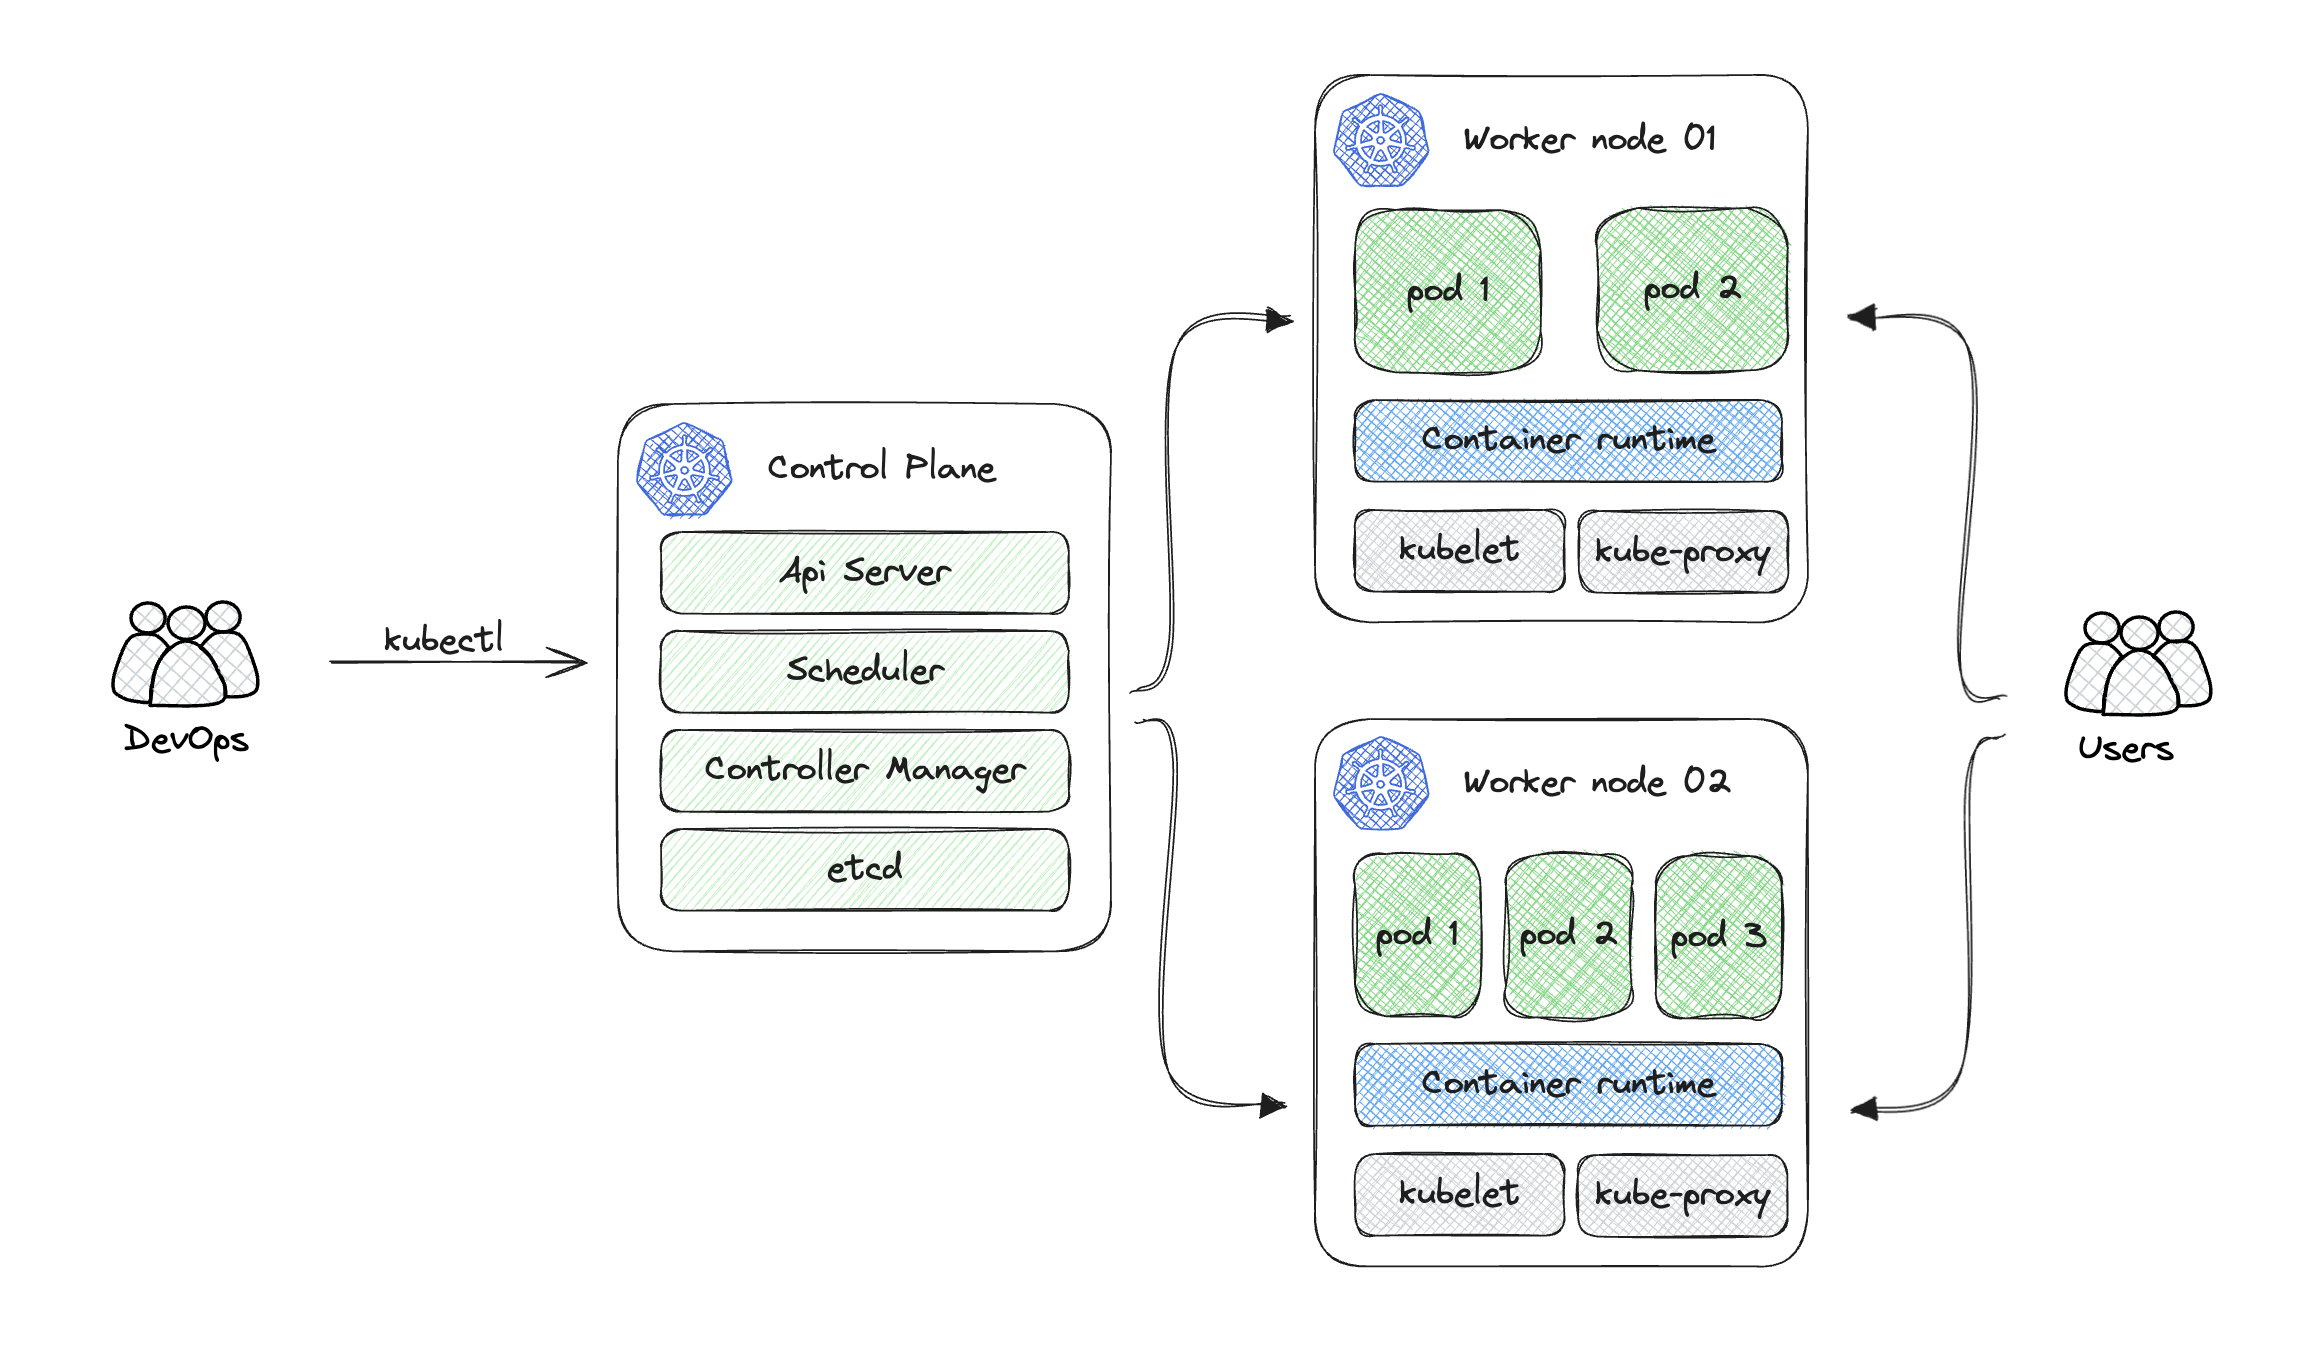 DevOps
kubectl
Control Plane
Api Server
Scheduler
Controller Manager
etcd
Worker node 01
pod 1
pod 2
Container runtime
kubelet
kube-proxy
Worker node 02
pod 1
pod 2
pod 3
Container runtime
kubelet
kube-proxy
Users